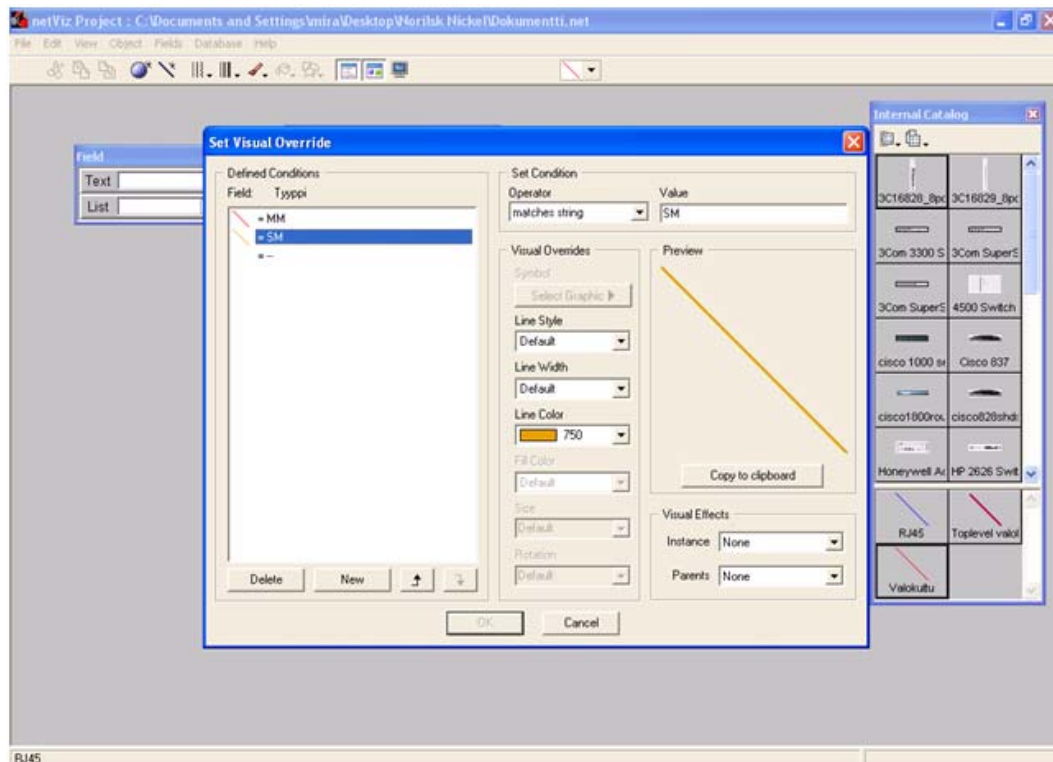 netViz Project : C:\Documents and Settings\mira\Desktop\Norilsk Nickel\Dokumentti.net
File Edit View Object Fields Database Help
Field
Text
List
Set Visual Override
Defined Conditions
Field: Tyyppi
= MM
= SM
= --
Delete New
Set Condition
Operator Value
matches string SM
Visual Overrides
Symbol
Select Graphic
Line Style
Default
Line Width
Default
Line Color
750
Fill Color
Default
Size
Default
Rotation
Default
Preview
Copy to clipboard
Visual Effects
Instance None
Parents None
OK Cancel
Internal Catalog
3C16828_8pc 3C16829_8pc
3Com 3300 S 3Com SuperS
3Com SuperS 4500 Switch
cisco 1000 se Cisco 837
cisco1800rou cisco828shd
Honeywell Ac HP 2626 Swit
RJ45 Toplevel valol
Valokuitu
RJ45